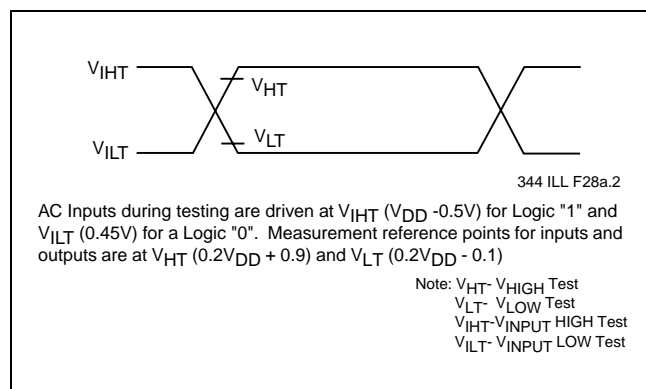 VIHT
VHT
VLT
VILT
344 ILL F28a.2
AC Inputs during testing are driven at VIHT (VDD -0.5V) for Logic "1" and
VILT (0.45V) for a Logic "0". Measurement reference points for inputs and
outputs are at VHT (0.2VDD + 0.9) and VLT (0.2VDD - 0.1)
Note: VHT- VHIGH Test
VLT- VLOW Test
VIHT-VINPUT HIGH Test
VILT- VINPUT LOW Test